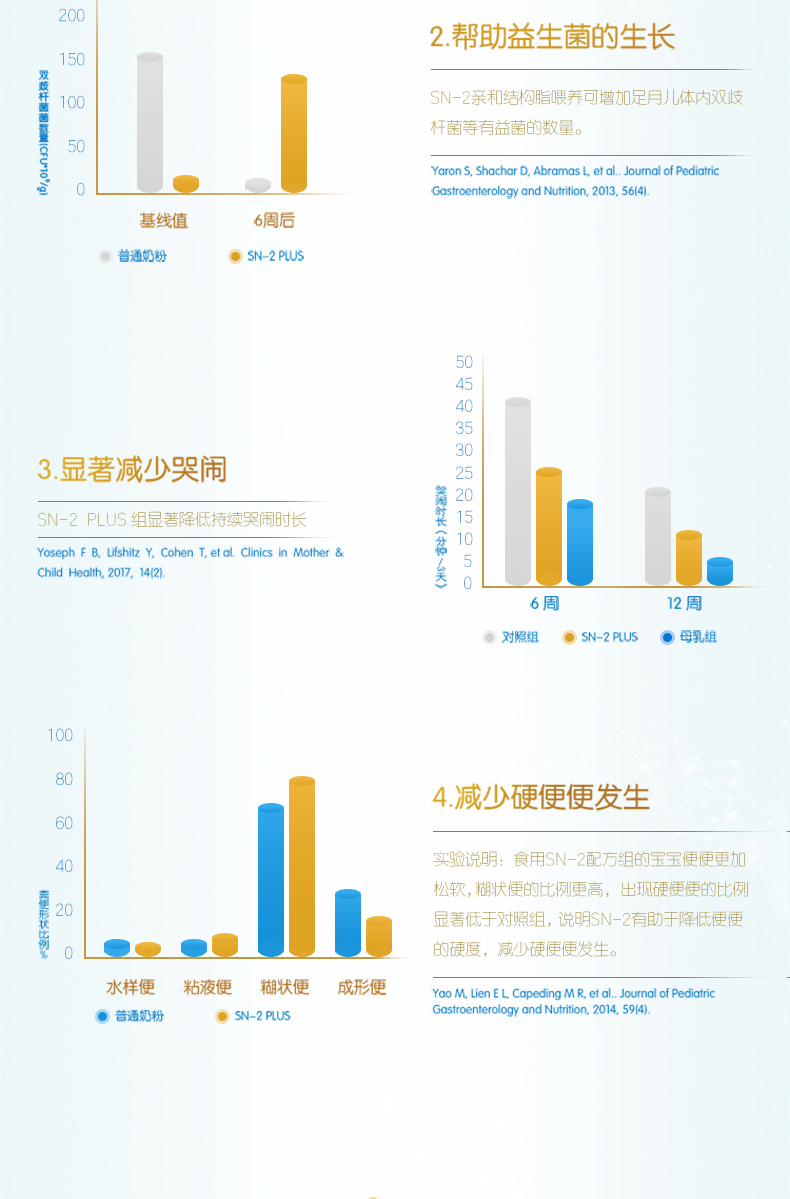 200
150
100
50
0
双歧杆菌菌数量(CFU*10⁹/g)
基线值 6周后
普通奶粉 SN-2 PLUS
2.帮助益生菌的生长
SN-2亲和结构脂喂养可增加足月儿体内双歧
杆菌等有益菌的数量。
Yaron S, Shachar D, Abramas L, et al.. Journal of Pediatric
Gastroenterology and Nutrition, 2013, 56(4).
3.显著减少哭闹
SN-2 PLUS 组显著降低持续哭闹时长
Yoseph F B, Lifshitz Y, Cohen T, et al. Clinics in Mother &
Child Health, 2017, 14(2).
50
45
40
35
30
25
20
15
10
5
0
哭闹时长（分钟/3天）
6 周 12 周
对照组 SN-2 PLUS 母乳组
100
80
60
40
20
0
粪便形状比例%
水样便 粘液便 糊状便 成形便
普通奶粉 SN-2 PLUS
4.减少硬便便发生
实验说明：食用SN-2配方组的宝宝便便更加
松软，糊状便的比例更高，出现硬便便的比例
显著低于对照组，说明SN-2有助于降低便便
的硬度，减少硬便便发生。
Yao M, Lien E L, Capeding M R, et al.. Journal of Pediatric
Gastroenterology and Nutrition, 2014, 59(4).